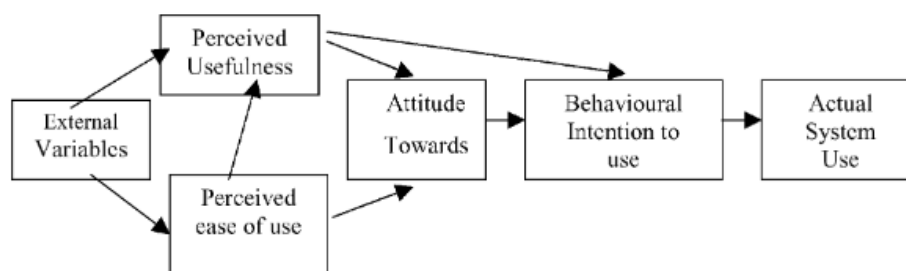 Perceived
Usefulness
External
Variables
Perceived
ease of use
Attitude
Towards
Behavioural
Intention to
use
Actual
System
Use